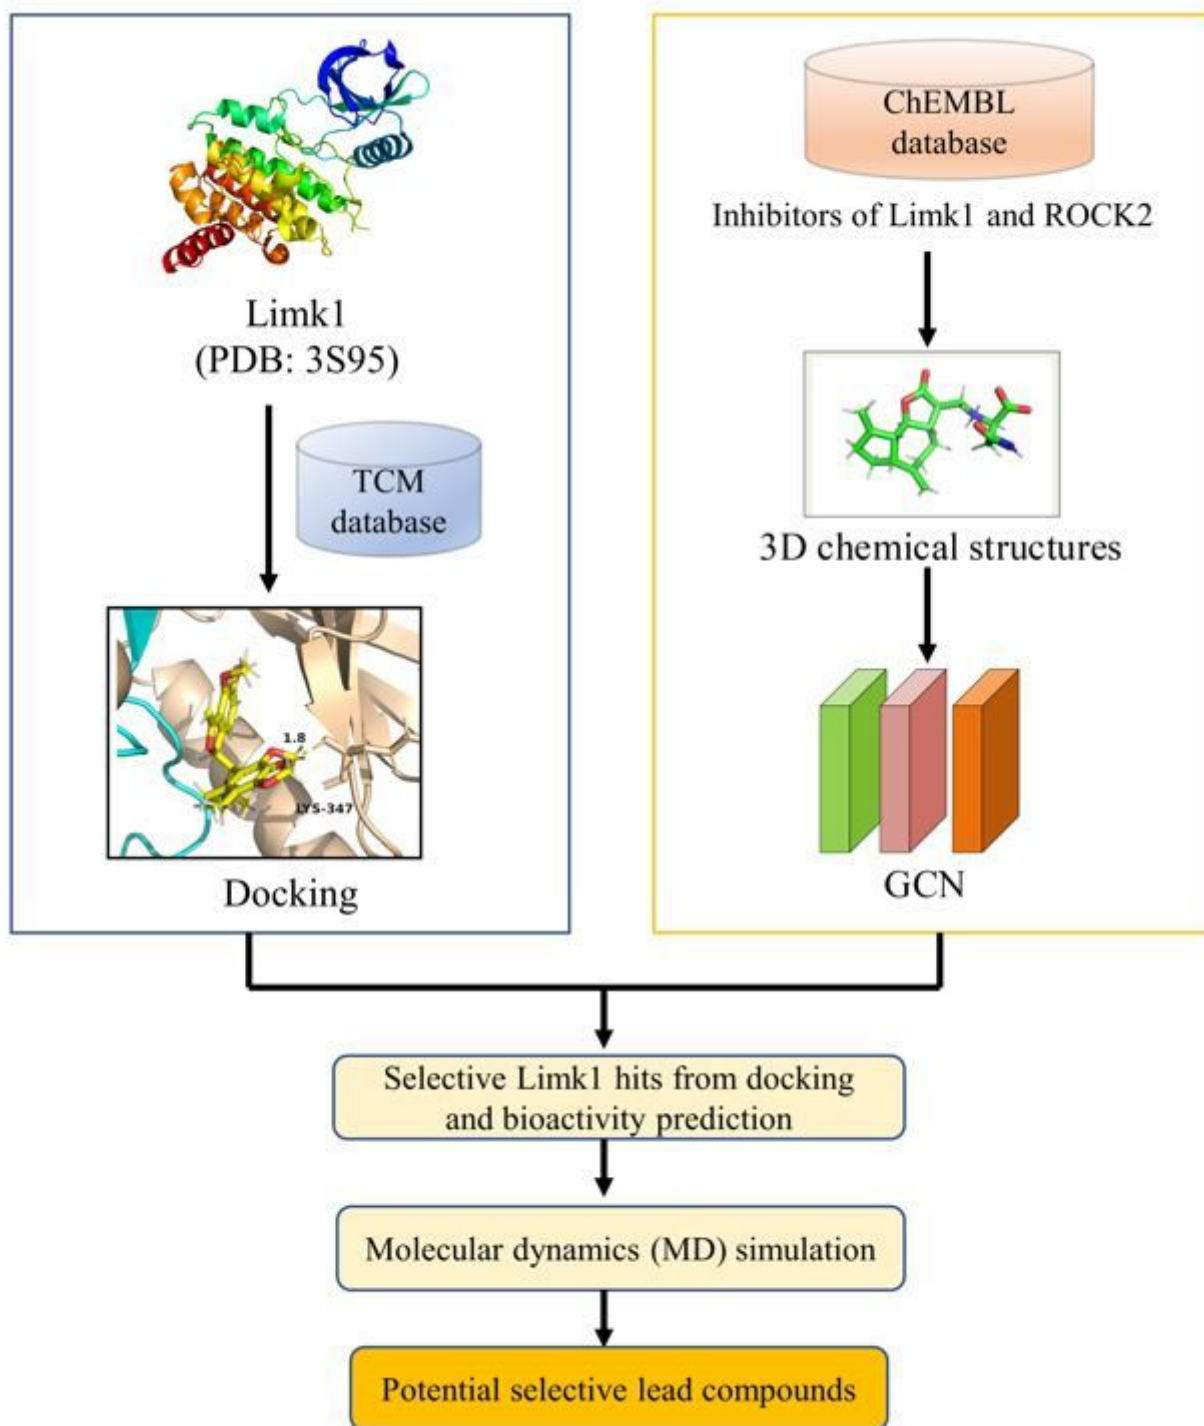 Limk1
(PDB: 3S95)
TCM
database
1.8
LYS-347
Docking
ChEMBL
database
Inhibitors of Limk1 and ROCK2
3D chemical structures
GCN
Selective Limk1 hits from docking
and bioactivity prediction
Molecular dynamics (MD) simulation
Potential selective lead compounds